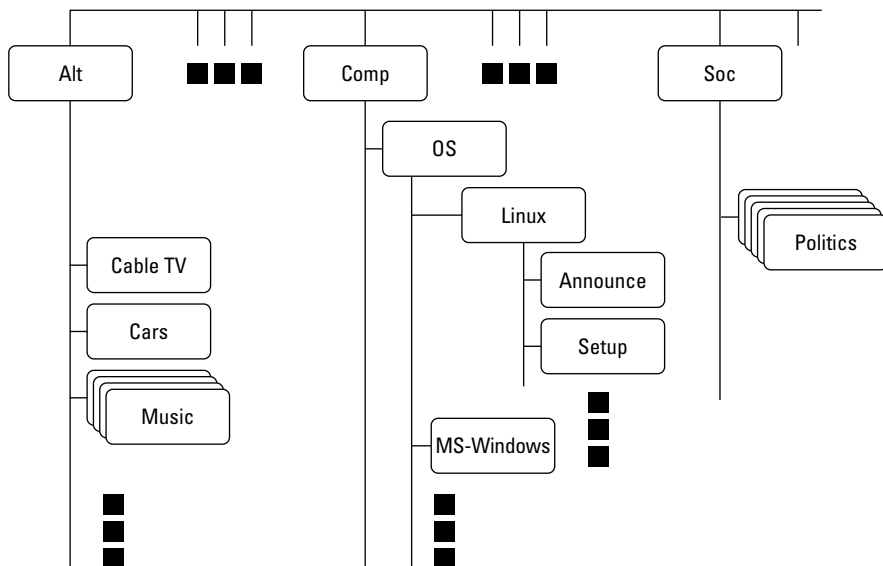 Alt
Comp
Soc
OS
Linux
Politics
Cable TV
Announce
Cars
Setup
Music
MS-Windows